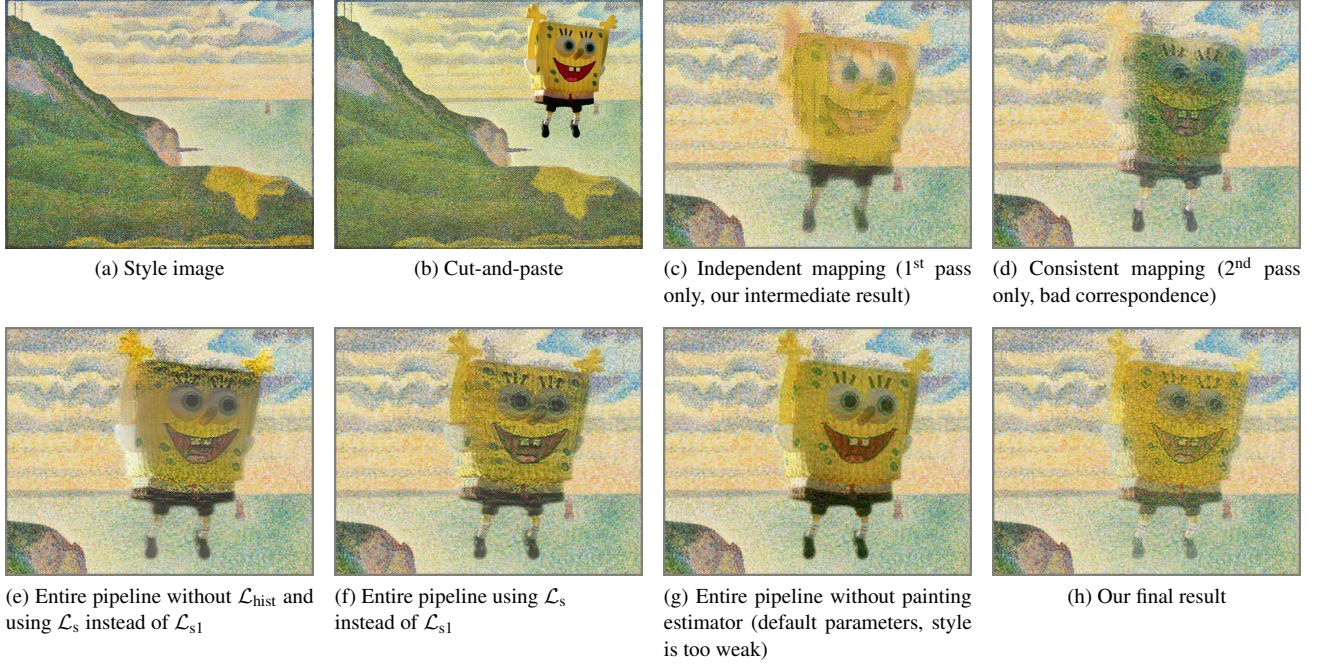 (a) Style image
(b) Cut-and-paste
(c) Independent mapping (1st pass
only, our intermediate result)
(d) Consistent mapping (2nd pass
only, bad correspondence)
(e) Entire pipeline without ℒhist and
using ℒs instead of ℒs1
(f) Entire pipeline using ℒs
instead of ℒs1
(g) Entire pipeline without painting
estimator (default parameters, style
is too weak)
(h) Our final result